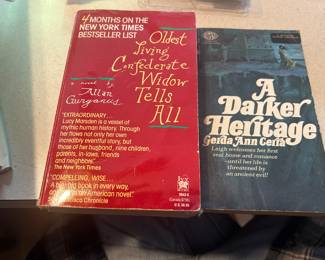 4 MONTHS ON THE
NEW YORK TIMES
BESTSELLER LIST
Oldest
Living
Confederate
Widow
Tells
All
a novel by
Allan
Gurganus
"EXTRAORDINARY...
Lucy Marsden is a vessel of
mythic human history. Through
her flows not only her own
incredibly eventful story, but
those of her husband, nine children,
parents, in-laws, friends and
neighbors."
The New York Times
"COMPELLING, WISE...
A big book in every way,
American novel."
Chronicle
A
Darker
Heritage
Gerda Ann Cerra
Leigh welcomes her first
real home and romance
—until her life is
threatened by
an ancient evil!